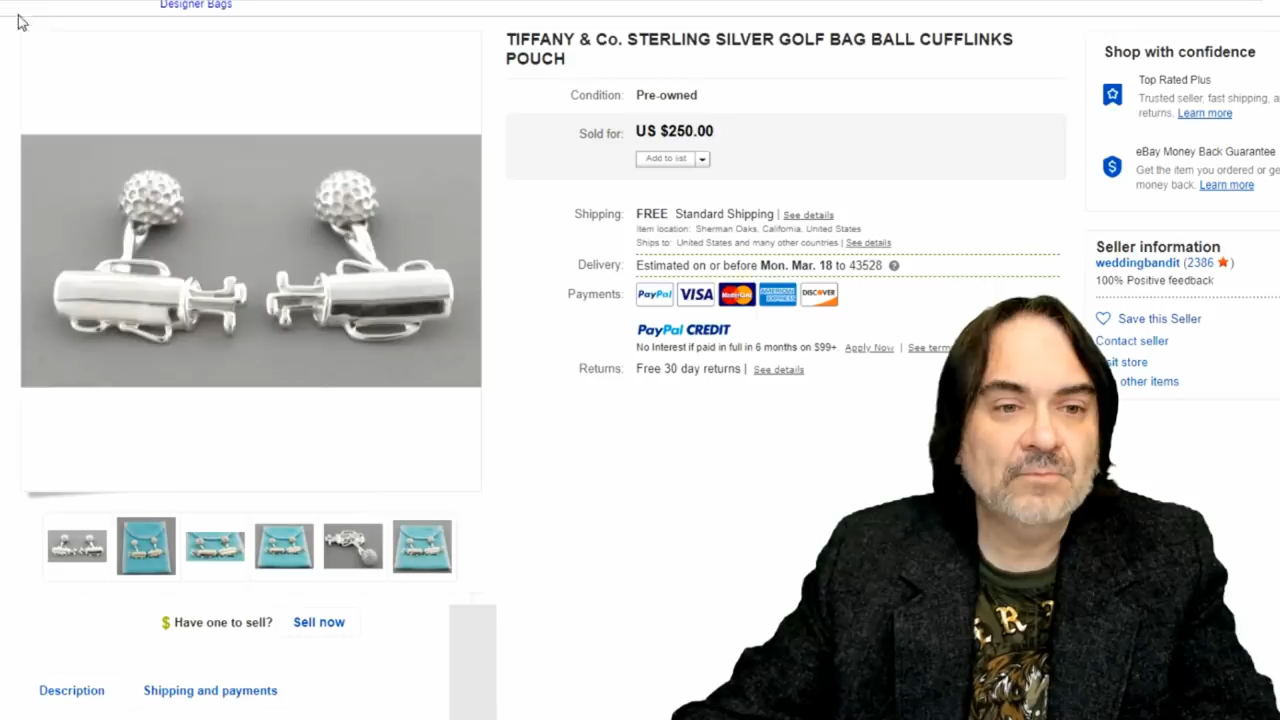 Designer Bags
TIFFANY & Co. STERLING SILVER GOLF BAG BALL CUFFLINKS
POUCH
Condition: Pre-owned
Sold for: US $250.00
Add to list
Shipping: FREE Standard Shipping | See details
Item location: Sherman Oaks, California, United States
Ships to: United States and many other countries | See details
Delivery: Estimated on or before Mon. Mar. 18 to 43528
Payments: PayPal VISA MasterCard AMERICAN EXPRESS DISCOVER
PayPal CREDIT
No Interest if paid in full in 6 months on $99+ Apply Now | See term
Returns: Free 30 day returns | See details
Shop with confidence
Top Rated Plus
Trusted seller, fast shipping, a
returns. Learn more
eBay Money Back Guarantee
Get the item you ordered or ge
money back. Learn more
Seller information
weddingbandit (2386)
100% Positive feedback
Save this Seller
Contact seller
sit store
other items
$ Have one to sell? Sell now
Description Shipping and payments
ER